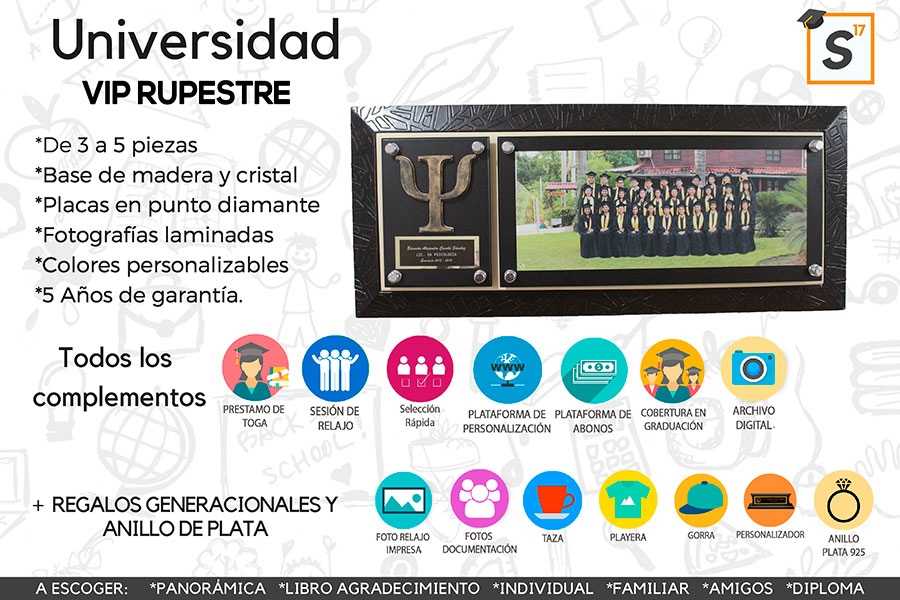 Universidad
VIP RUPESTRE
S17
*De 3 a 5 piezas
*Base de madera y cristal
*Placas en punto diamante
*Fotografías laminadas
*Colores personalizables
*5 Años de garantía.
LIC. EN PSICOLOGÍA
Todos los
complementos
PRESTAMO DE
TOGA
SESIÓN DE
RELAJO
Selección
Rápida
WWW
PLATAFORMA DE
PERSONALIZACIÓN
PLATAFORMA DE
ABONOS
COBERTURA EN
GRADUACIÓN
ARCHIVO
DIGITAL
BACK
SCHOOL!
+ REGALOS GENERACIONALES Y
ANILLO DE PLATA
FOTO RELAJO
IMPRESA
FOTOS
DOCUMENTACIÓN
TAZA
PLAYERA
GORRA
PERSONALIZADOR
ANILLO
PLATA 925
A ESCOGER: *PANORÁMICA *LIBRO AGRADECIMIENTO *INDIVIDUAL *FAMILIAR *AMIGOS *DIPLOMA